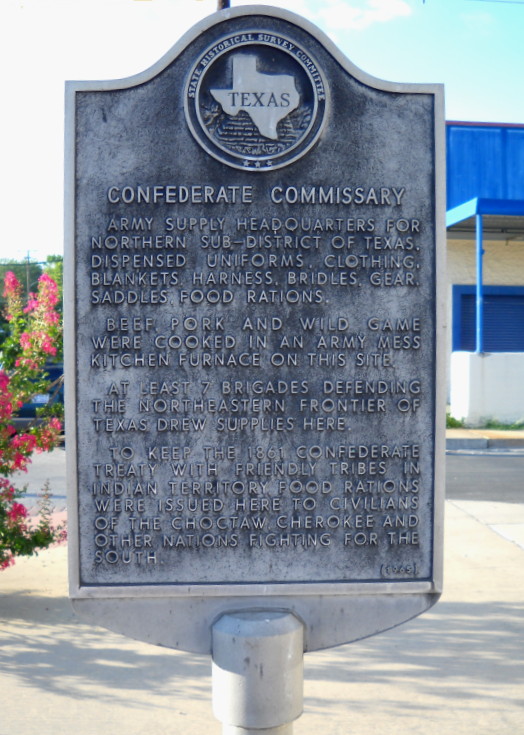 STATE HISTORICAL SURVEY COMMITTEE
TEXAS
CONFEDERATE COMMISSARY
ARMY SUPPLY HEADQUARTERS FOR
NORTHERN SUB-DISTRICT OF TEXAS.
DISPENSED UNIFORMS, CLOTHING,
BLANKETS, HARNESS, BRIDLES, GEAR,
SADDLES, FOOD RATIONS.
BEEF, PORK AND WILD GAME
WERE COOKED IN AN ARMY MESS
KITCHEN FURNACE ON THIS SITE.
AT LEAST 7 BRIGADES DEFENDING
THE NORTHEASTERN FRONTIER OF
TEXAS DREW SUPPLIES HERE.
TO KEEP THE 1861 CONFEDERATE
TREATY WITH FRIENDLY TRIBES IN
INDIAN TERRITORY, FOOD RATIONS
WERE ISSUED HERE TO CIVILIANS
OF THE CHOCTAW, CHEROKEE AND
OTHER NATIONS FIGHTING FOR THE
SOUTH.